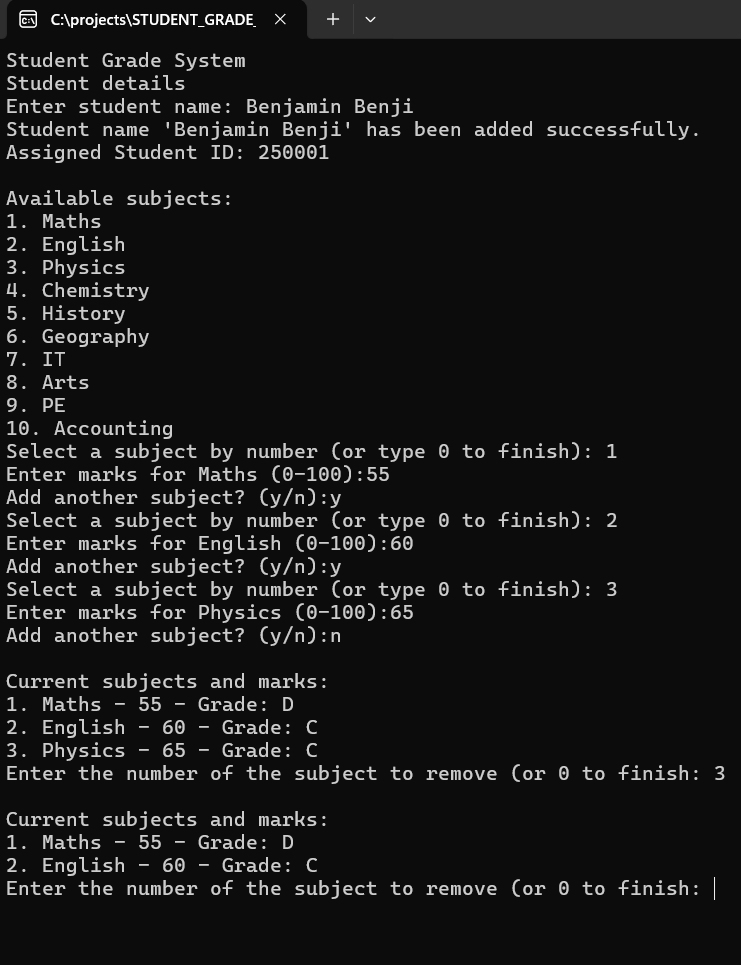 C:\projects\STUDENT_GRADE_
Student Grade System
Student details
Enter student name: Benjamin Benji
Student name 'Benjamin Benji' has been added successfully.
Assigned Student ID: 250001
Available subjects:
1. Maths
2. English
3. Physics
4. Chemistry
5. History
6. Geography
7. IT
8. Arts
9. PE
10. Accounting
Select a subject by number (or type 0 to finish): 1
Enter marks for Maths (0-100):55
Add another subject? (y/n):y
Select a subject by number (or type 0 to finish): 2
Enter marks for English (0-100):60
Add another subject? (y/n):y
Select a subject by number (or type 0 to finish): 3
Enter marks for Physics (0-100):65
Add another subject? (y/n):n
Current subjects and marks:
1. Maths - 55 - Grade: D
2. English - 60 - Grade: C
3. Physics - 65 - Grade: C
Enter the number of the subject to remove (or 0 to finish: 3
Current subjects and marks:
1. Maths - 55 - Grade: D
2. English - 60 - Grade: C
Enter the number of the subject to remove (or 0 to finish: